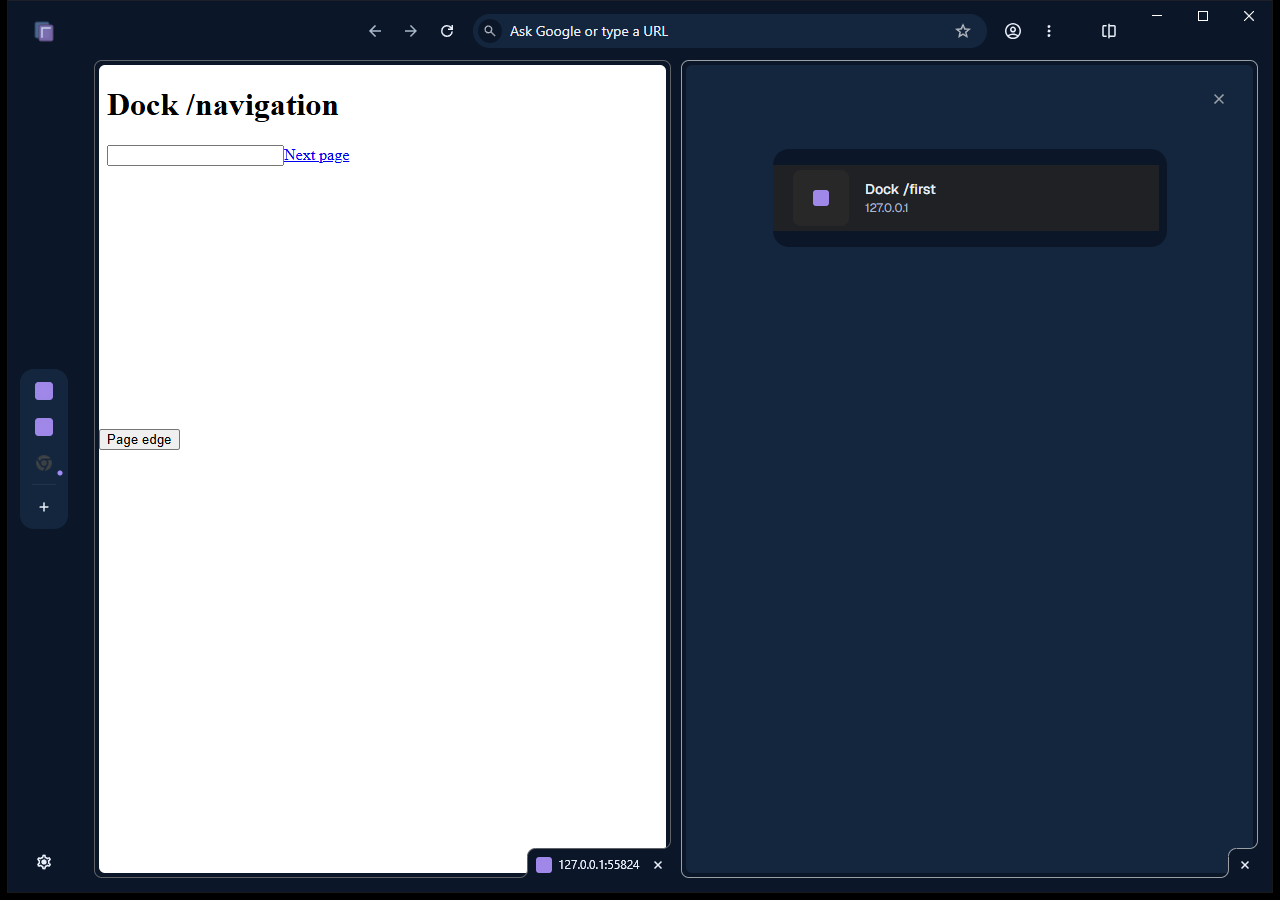 Ask Google or type a URL
Dock /navigation
Next page
Page edge
127.0.0.1:55824
Dock /first
127.0.0.1